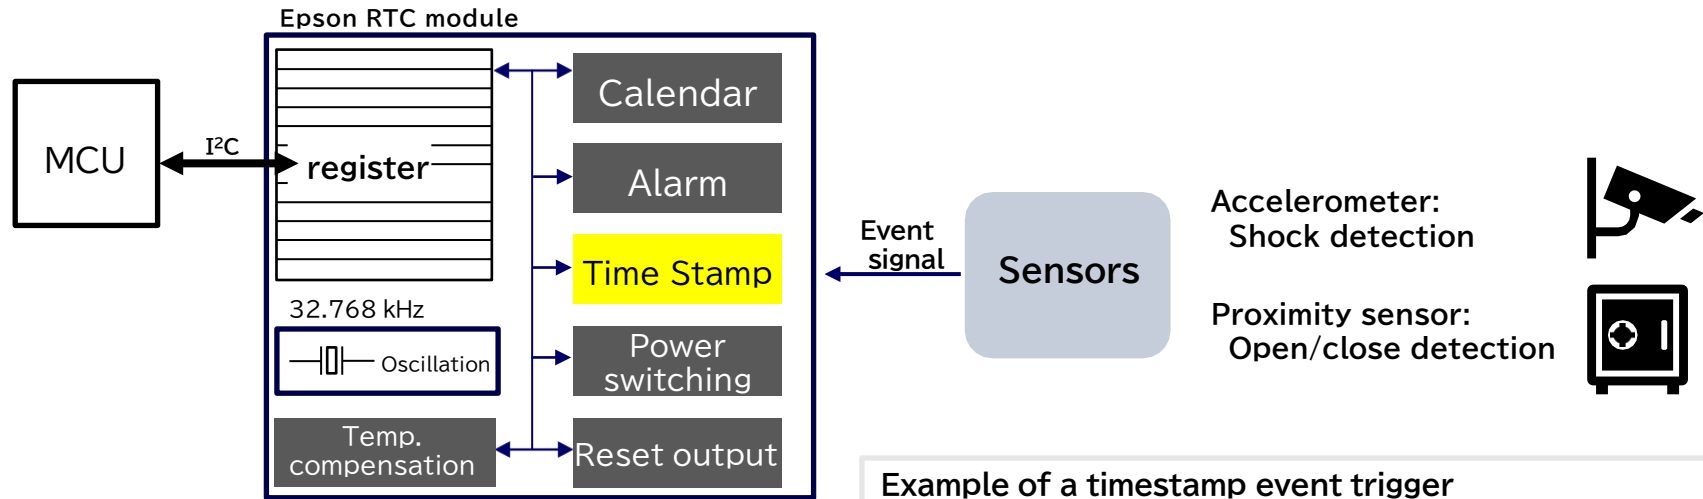 Epson RTC module
MCU
I²C
register
32.768 kHz
Oscillation
Temp.
compensation
Calendar
Alarm
Time Stamp
Power
switching
Reset output
Event
signal
Sensors
Accelerometer:
Shock detection
Proximity sensor:
Open/close detection
Example of a timestamp event trigger